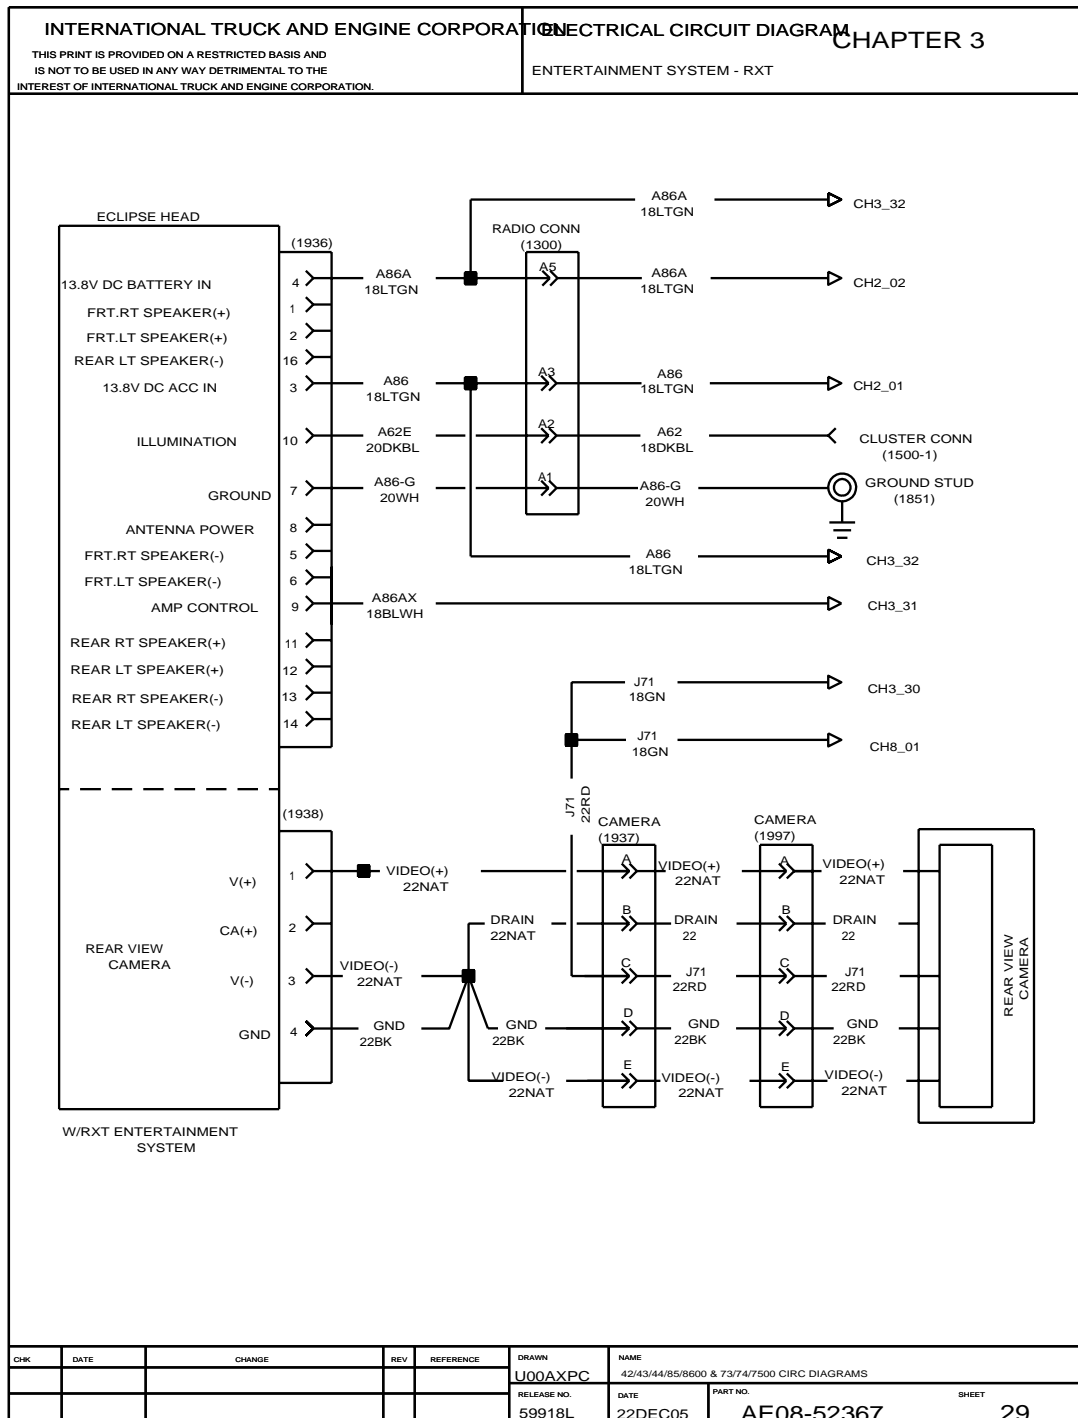 INTERNATIONAL TRUCK AND ENGINE CORPORATION
THIS PRINT IS PROVIDED ON A RESTRICTED BASIS AND
IS NOT TO BE USED IN ANY WAY DETRIMENTAL TO THE
INTEREST OF INTERNATIONAL TRUCK AND ENGINE CORPORATION.
ELECTRICAL CIRCUIT DIAGRAM
CHAPTER 3
ENTERTAINMENT SYSTEM - RXT
ECLIPSE HEAD
(1936)
13.8V DC BATTERY IN 4
FRT.RT SPEAKER(+) 1
FRT.LT SPEAKER(+) 2
REAR LT SPEAKER(-) 16
13.8V DC ACC IN 3
ILLUMINATION 10
GROUND 7
ANTENNA POWER 8
FRT.RT SPEAKER(-) 5
FRT.LT SPEAKER(-) 6
AMP CONTROL 9
REAR RT SPEAKER(+) 11
REAR LT SPEAKER(+) 12
REAR RT SPEAKER(-) 13
REAR LT SPEAKER(-) 14
A86A
18LTGN
A86
18LTGN
A62E
20DKBL
A86-G
20WH
A86AX
18BLWH
RADIO CONN
(1300)
A5
A3
A2
A1
A86A
18LTGN
CH3_32
A86A
18LTGN
CH2_02
A86
18LTGN
CH2_01
A62
18DKBL
CLUSTER CONN
(1500-1)
A86-G
20WH
GROUND STUD
(1851)
A86
18LTGN
CH3_32
CH3_31
J71
18GN
CH3_30
J71
18GN
CH8_01
J71
22RD
(1938)
REAR VIEW
CAMERA
V(+) 1
CA(+) 2
V(-) 3
GND 4
VIDEO(+)
22NAT
VIDEO(-)
22NAT
GND
22BK
DRAIN
22NAT
GND
22BK
VIDEO(-)
22NAT
CAMERA
(1937)
A
B
C
D
E
VIDEO(+)
22NAT
DRAIN
22
J71
22RD
GND
22BK
VIDEO(-)
22NAT
CAMERA
(1997)
A
B
C
D
E
VIDEO(+)
22NAT
DRAIN
22
J71
22RD
GND
22BK
VIDEO(-)
22NAT
REAR VIEW
CAMERA
W/RXT ENTERTAINMENT
SYSTEM
CHK DATE CHANGE REV REFERENCE
DRAWN
U00AXPC
NAME
42/43/44/85/8600 & 73/74/7500 CIRC DIAGRAMS
RELEASE NO.
59918L
DATE
22DEC05
PART NO.
AE08-52367
SHEET
29